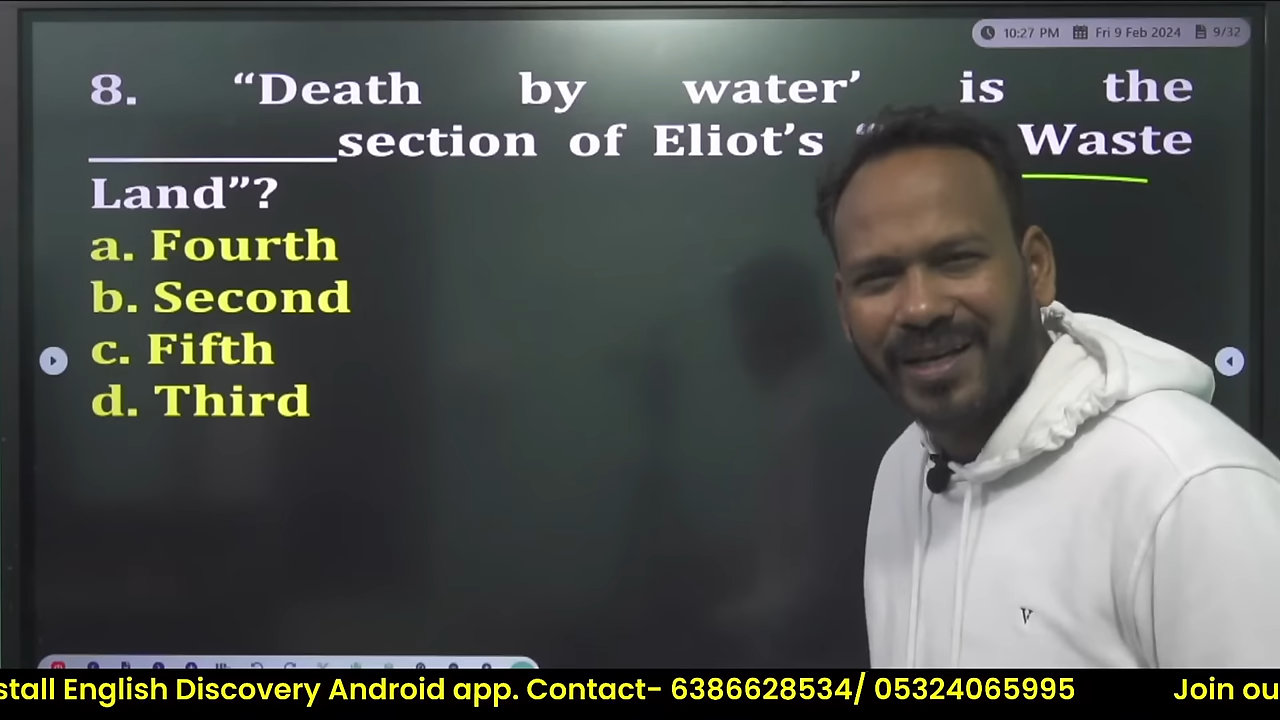 10:27 PM Fri 9 Feb 2024 9/32
8. “Death by water’ is the
__________section of Eliot’s “ Waste
Land”?
a. Fourth
b. Second
c. Fifth
d. Third
V
stall English Discovery Android app. Contact- 6386628534/ 05324065995 Join ou